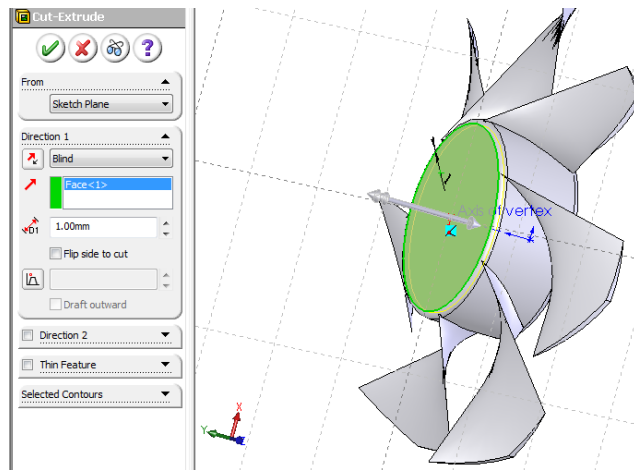 Cut-Extrude
From
Sketch Plane
Direction 1
Blind
Face<1>
D1
1.00mm
Flip side to cut
Draft outward
Direction 2
Thin Feature
Selected Contours
Axis of vertex
X
Y